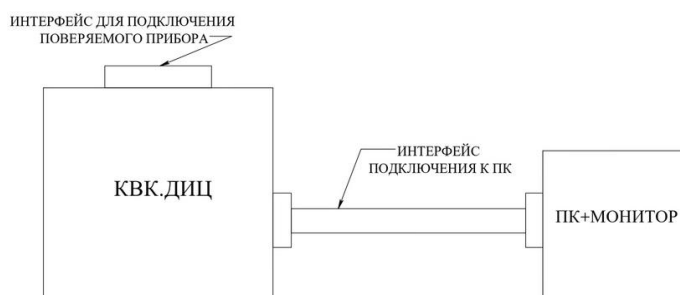 ИНТЕРФЕЙС ДЛЯ ПОДКЛЮЧЕНИЯ
ПОВЕРЯЕМОГО ПРИБОРА
КВК.ДИЦ
ИНТЕРФЕЙС
ПОДКЛЮЧЕНИЯ К ПК
ПК+МОНИТОР